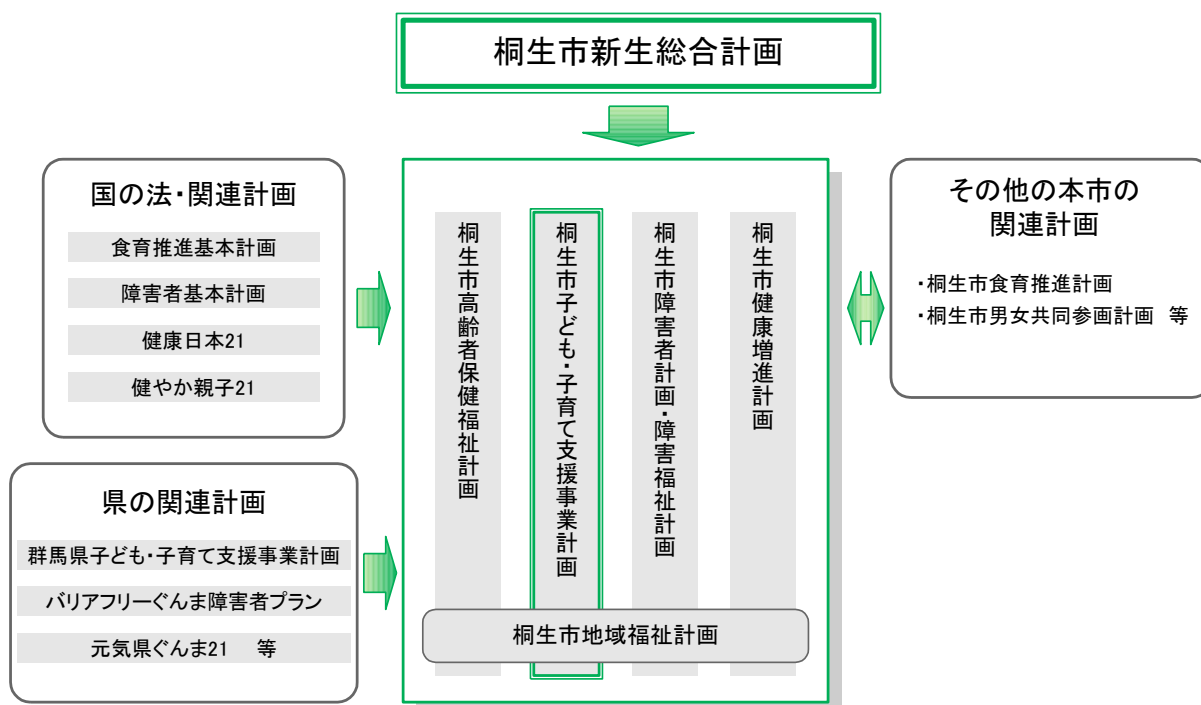 桐生市新生総合計画
国の法・関連計画
食育推進基本計画
障害者基本計画
健康日本21
健やか親子21
県の関連計画
群馬県子ども・子育て支援事業計画
バリアフリーぐんま障害者プラン
元気県ぐんま21　等
桐生市高齢者保健福祉計画
桐生市子ども・子育て支援事業計画
桐生市障害者計画・障害福祉計画
桐生市健康増進計画
桐生市地域福祉計画
その他の本市の
関連計画
・桐生市食育推進計画
・桐生市男女共同参画計画　等